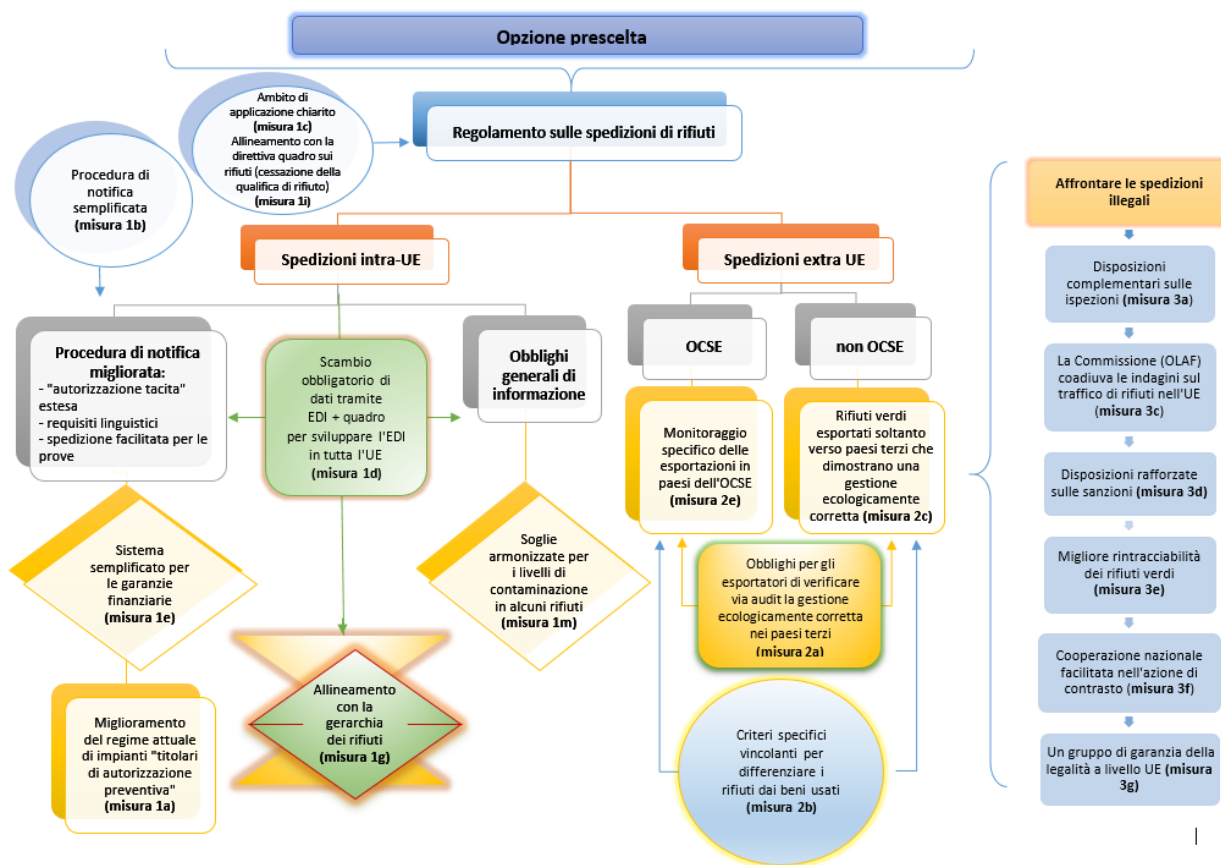 Opzione prescelta
Ambito di
applicazione chiarito
(misura 1c)
Allineamento con la
direttiva quadro sui
rifiuti (cessazione della
qualifica di rifiuto)
(misura 1i)
Regolamento sulle spedizioni di rifiuti
Procedura di
notifica
semplificata
(misura 1b)
Spedizioni intra-UE
Spedizioni extra UE
Procedura di notifica
migliorata:
- "autorizzazione tacita"
estesa
- requisiti linguistici
- spedizione facilitata per le
prove
Scambio
obbligatorio di
dati tramite
EDI + quadro
per sviluppare l'EDI
in tutta l'UE
(misura 1d)
Obblighi
generali di
informazione
OCSE
non OCSE
Monitoraggio
specifico delle
esportazioni in
paesi dell'OCSE
(misura 2e)
Rifiuti verdi
esportati soltanto
verso paesi terzi che
dimostrano una
gestione
ecologicamente
corretta (misura 2c)
Sistema
semplificato per
le garanzie
finanziarie
(misura 1e)
Soglie
armonizzate per
i livelli di
contaminazione
in alcuni rifiuti
(misura 1m)
Obblighi per gli
esportatori di verificare
via audit la gestione
ecologicamente corretta
nei paesi terzi
(misura 2a)
Allineamento
con la
gerarchia
dei rifiuti
(misura 1g)
Miglioramento
del regime attuale
di impianti "titolari
di autorizzazione
preventiva"
(misura 1a)
Criteri specifici
vincolanti per
differenziare i
rifiuti dai beni usati
(misura 2b)
Affrontare le spedizioni
illegali
Disposizioni
complementari sulle
ispezioni (misura 3a)
La Commissione (OLAF)
coadiuva le indagini sul
traffico di rifiuti nell'UE
(misura 3c)
Disposizioni rafforzate
sulle sanzioni (misura 3d)
Migliore rintracciabilità
dei rifiuti verdi
(misura 3e)
Cooperazione nazionale
facilitata nell'azione di
contrasto (misura 3f)
Un gruppo di garanzia della
legalità a livello UE (misura
3g)